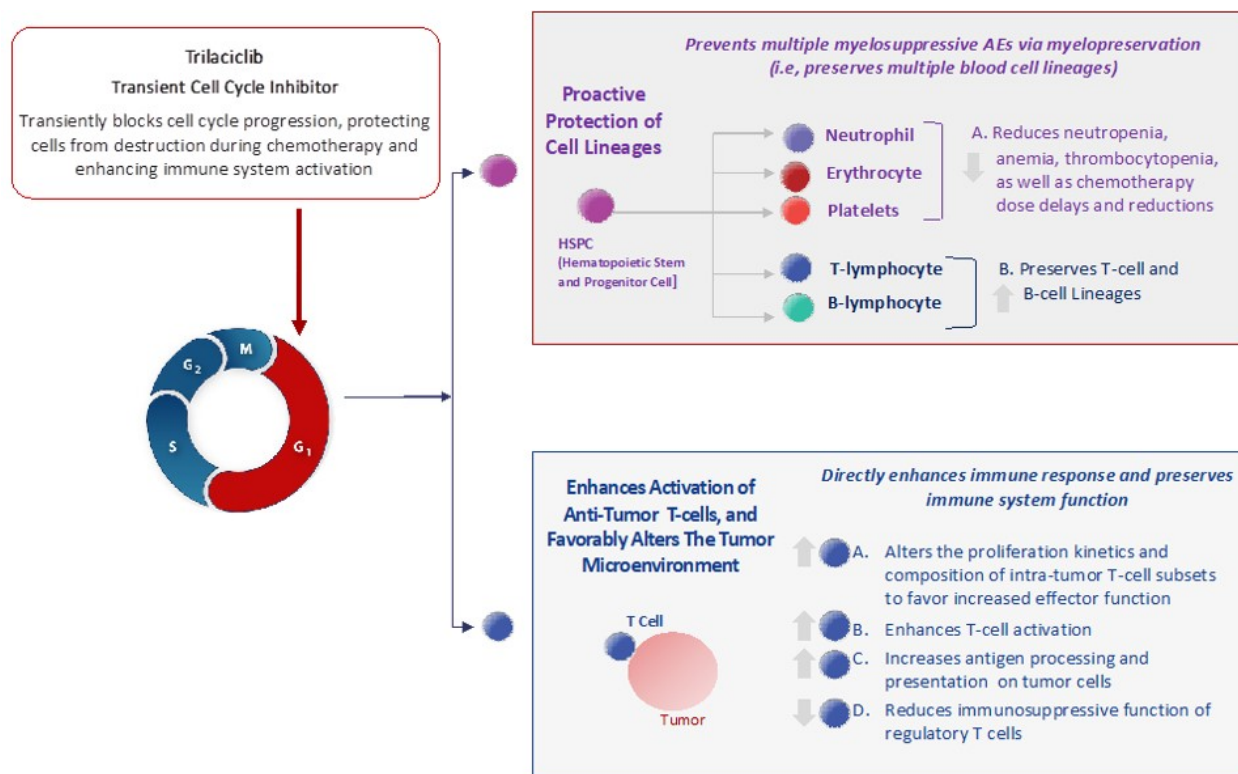 Trilaciclib
Transient Cell Cycle Inhibitor
Transiently blocks cell cycle progression, protecting
cells from destruction during chemotherapy and
enhancing immune system activation
M
G₂
S
G₁
Prevents multiple myelosuppressive AEs via myelopreservation
(i.e, preserves multiple blood cell lineages)
Proactive
Protection of
Cell Lineages
HSPC
(Hematopoietic Stem
and Progenitor Cell]
Neutrophil
Erythrocyte
Platelets
A. Reduces neutropenia,
anemia, thrombocytopenia,
as well as chemotherapy
dose delays and reductions
T-lymphocyte
B-lymphocyte
B. Preserves T-cell and
B-cell Lineages
Enhances Activation of
Anti-Tumor T-cells, and
Favorably Alters The Tumor
Microenvironment
T Cell
Tumor
Directly enhances immune response and preserves
immune system function
A. Alters the proliferation kinetics and
composition of intra-tumor T-cell subsets
to favor increased effector function
B. Enhances T-cell activation
C. Increases antigen processing and
presentation on tumor cells
D. Reduces immunosuppressive function of
regulatory T cells